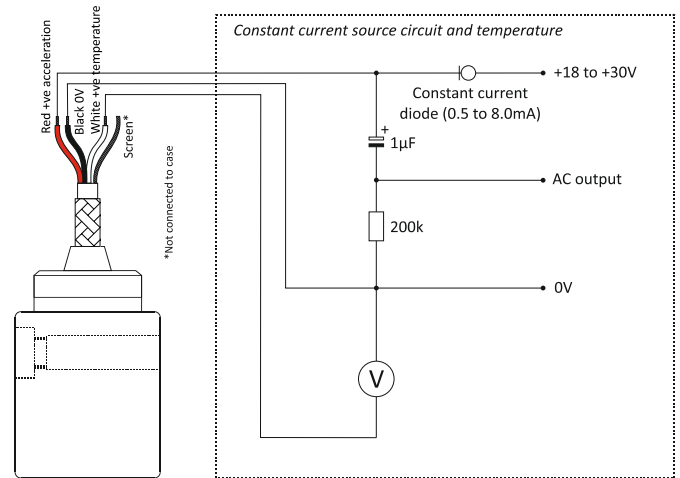 Constant current source circuit and temperature
Red +ve acceleration
Black 0V
White +ve temperature
Screen*
*Not connected to case
+18 to +30V
Constant current
diode (0.5 to 8.0mA)
+
1µF
AC output
200k
0V
V